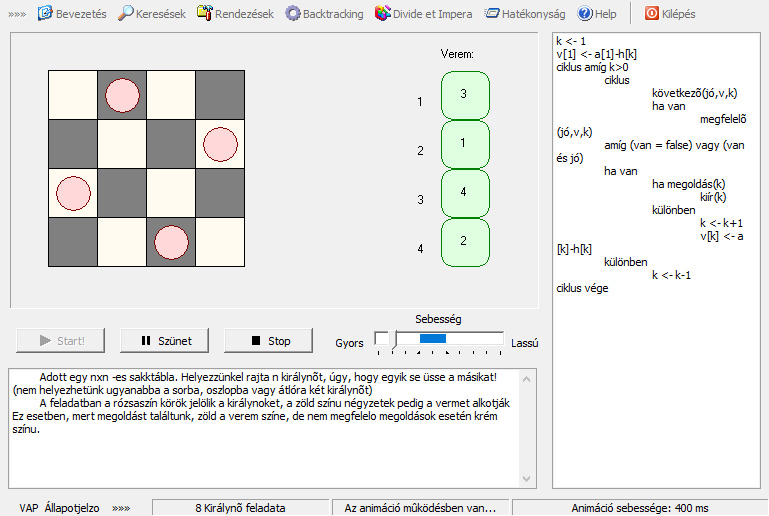 »»» Bevezetés Keresések Rendezések Backtracking Divide et Impera Hatékonyság Help Kilépés
Verem:
1 3
2 1
3 4
4 2
k <- 1
v[1] <- a[1]-h[k]
ciklus amíg k>0
ciklus
következő(jó,v,k)
ha van
megfelelő
(jó,v,k)
amíg (van = false) vagy (van
és jó)
ha van
ha megoldás(k)
kiír(k)
különben
k <- k+1
v[k] <- a
[k]-h[k]
különben
k <- k-1
ciklus vége
Sebesség
Start! Szünet Stop Gyors Lassú
Adott egy nxn -es sakktábla. Helyezzünkel rajta n királynőt, úgy, hogy egyik se üsse a másikat!
(nem helyezhetünk ugyanabba a sorba, oszlopba vagy átlóra két királynőt)
A feladatban a rózsaszín körök jelölik a királynoket, a zöld színu négyzetek pedig a vermet alkotják
Ez esetben, mert megoldást találtunk, zöld a verem színe, de nem megfelelo megoldások esetén krém
színu.
VAP Állapotjelzo »»» 8 Királynő feladata Az animáció működésben van... Animáció sebessége: 400 ms